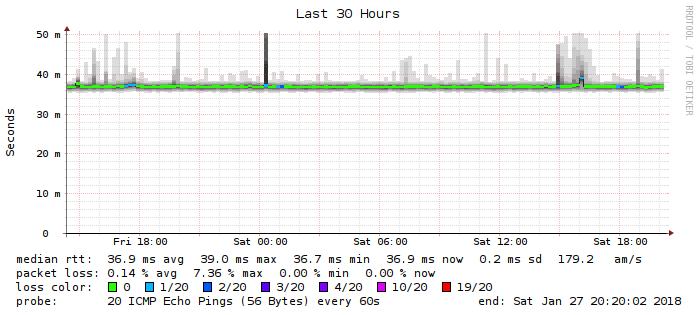 Last 30 Hours
RRDTOOL / TOBI OETIKER
Seconds
50 m
40 m
30 m
20 m
10 m
0
Fri 18:00 Sat 00:00 Sat 06:00 Sat 12:00 Sat 18:00
median rtt: 36.9 ms avg 39.0 ms max 36.7 ms min 36.9 ms now 0.2 ms sd 179.2 am/s
packet loss: 0.14 % avg 7.36 % max 0.00 % min 0.00 % now
loss color: 0 1/20 2/20 3/20 4/20 10/20 19/20
probe: 20 ICMP Echo Pings (56 Bytes) every 60s end: Sat Jan 27 20:20:02 2018